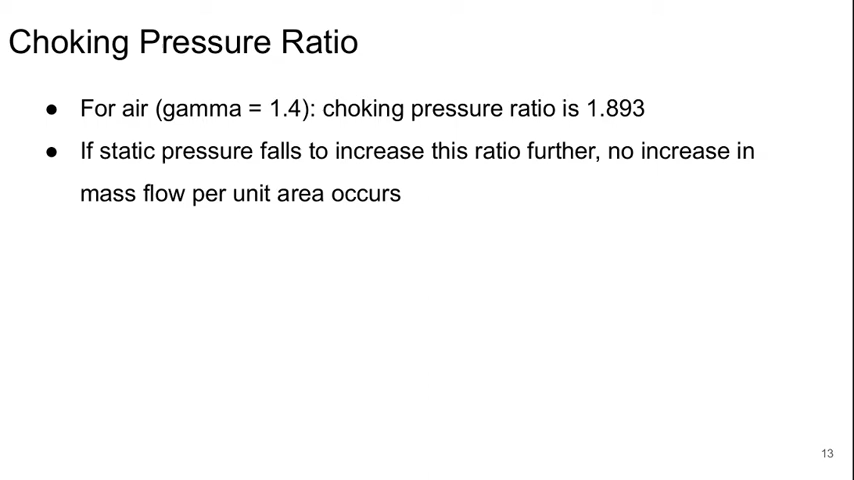 Choking Pressure Ratio
● For air (gamma = 1.4): choking pressure ratio is 1.893
● If static pressure falls to increase this ratio further, no increase in
mass flow per unit area occurs
13